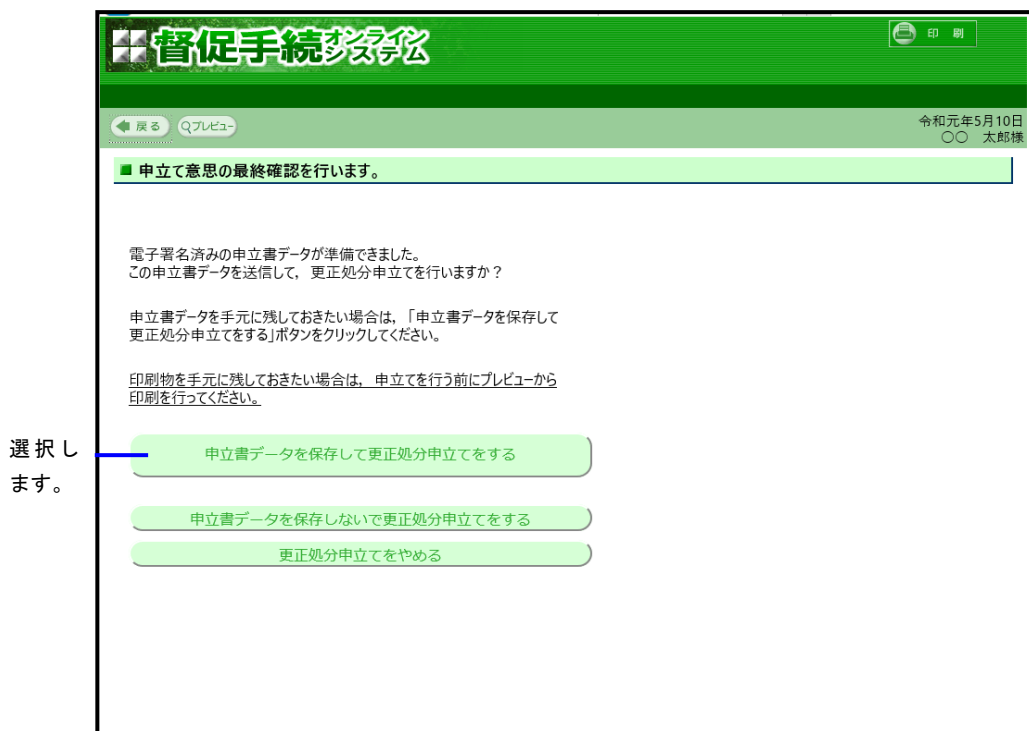 督促手続オンラインシステム
印 刷
戻る プレビュー
令和元年5月10日
○○ 太郎様
申立て意思の最終確認を行います。
電子署名済みの申立書データが準備できました。
この申立書データを送信して，更正処分申立てを行いますか？
申立書データを手元に残しておきたい場合は，「申立書データを保存して
更正処分申立てをする」ボタンをクリックしてください。
印刷物を手元に残しておきたい場合は，申立てを行う前にプレビューから
印刷を行ってください。
選択し
ます。
申立書データを保存して更正処分申立てをする
申立書データを保存しないで更正処分申立てをする
更正処分申立てをやめる